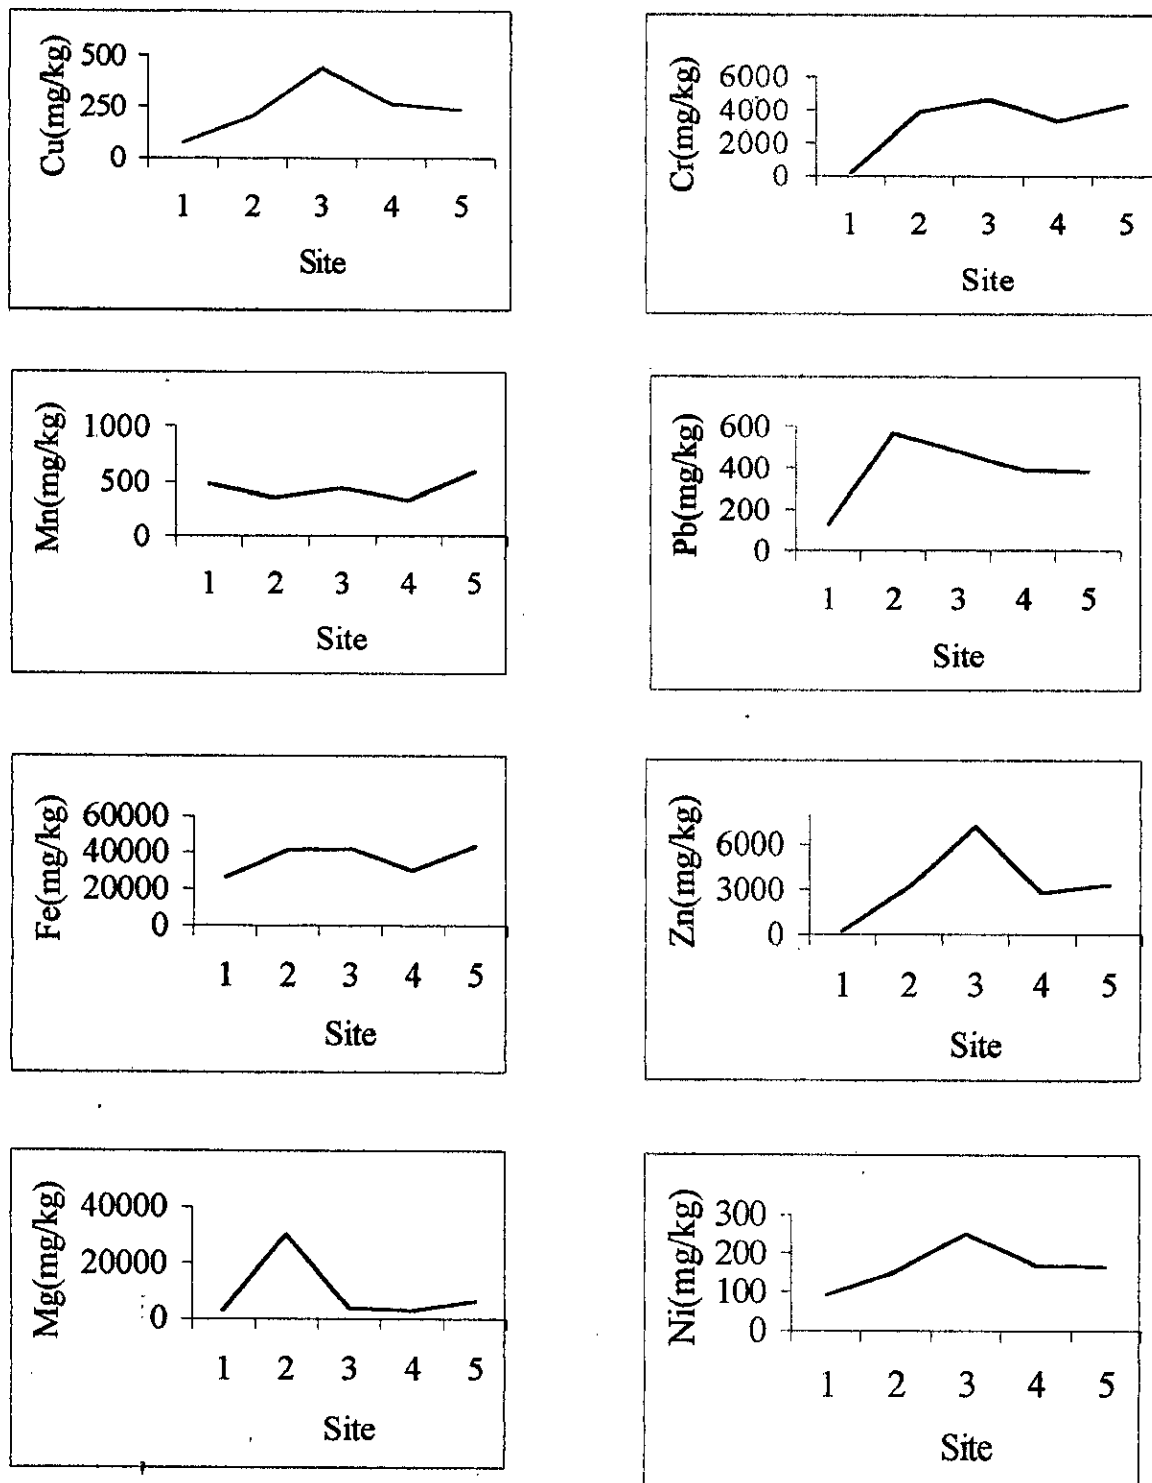 Cu(mg/kg)
500
250
0
1 2 3 4 5
Site
Cr(mg/kg)
6000
4000
2000
0
1 2 3 4 5
Site
Mn(mg/kg)
1000
500
0
1 2 3 4 5
Site
Pb(mg/kg)
600
400
200
0
1 2 3 4 5
Site
Fe(mg/kg)
60000
40000
20000
0
1 2 3 4 5
Site
Zn(mg/kg)
6000
3000
0
1 2 3 4 5
Site
Mg(mg/kg)
40000
20000
0
1 2 3 4 5
Site
Ni(mg/kg)
300
200
100
0
1 2 3 4 5
Site